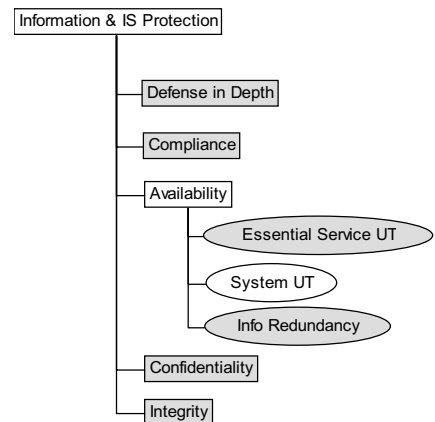 Information & IS Protection
Defense in Depth
Compliance
Availability
Essential Service UT
System UT
Info Redundancy
Confidentiality
Integrity